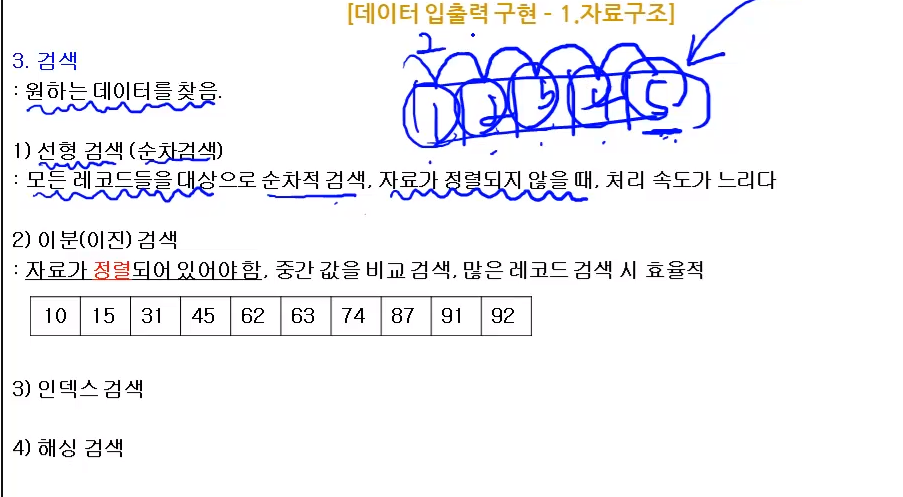 [데이터 입출력 구현 - 1.자료구조]
2
3. 검색
1 2 3 4 5
: 원하는 데이터를 찾음.
1) 선형 검색 (순차검색)
: 모든 레코드들을 대상으로 순차적 검색, 자료가 정렬되지 않을 때, 처리 속도가 느리다
2) 이분(이진) 검색
: 자료가 정렬되어 있어야 함, 중간 값을 비교 검색, 많은 레코드 검색 시 효율적
10 15 31 45 62 63 74 87 91 92
3) 인덱스 검색
4) 해싱 검색